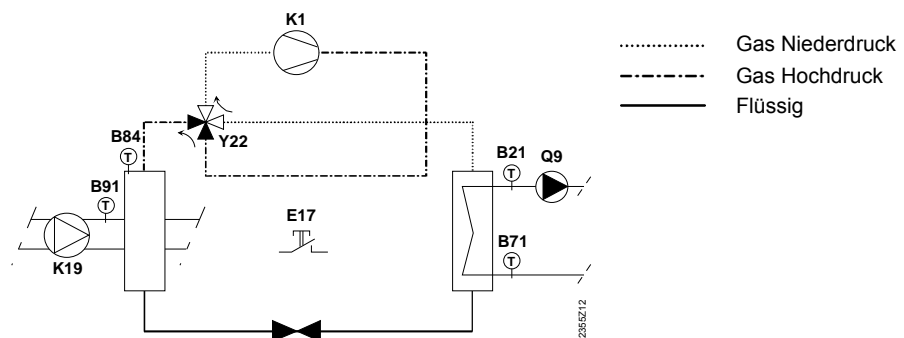 K1
Gas Niederdruck
Gas Hochdruck
Flüssig
B84
Y22
B21
Q9
B91
T
T
T
E17
B71
T
K19
2355Z12